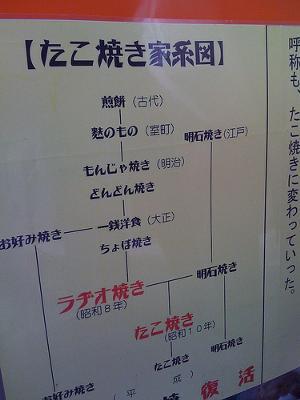 【たこ焼き家系図】
呼称も、たこ焼きに変わっていった。
煎餅(古代)
麩のもの(室町)
明石焼き(江戸)
もんじゃ焼き(明治)
どんどん焼き
お好み焼き
一銭洋食(大正)
ちょぼ焼き
明石焼き
ラヂオ焼き
(昭和8年)
たこ焼き
(昭和10年)
たこ焼き
明石焼き
お好み焼き
(平成)
復活